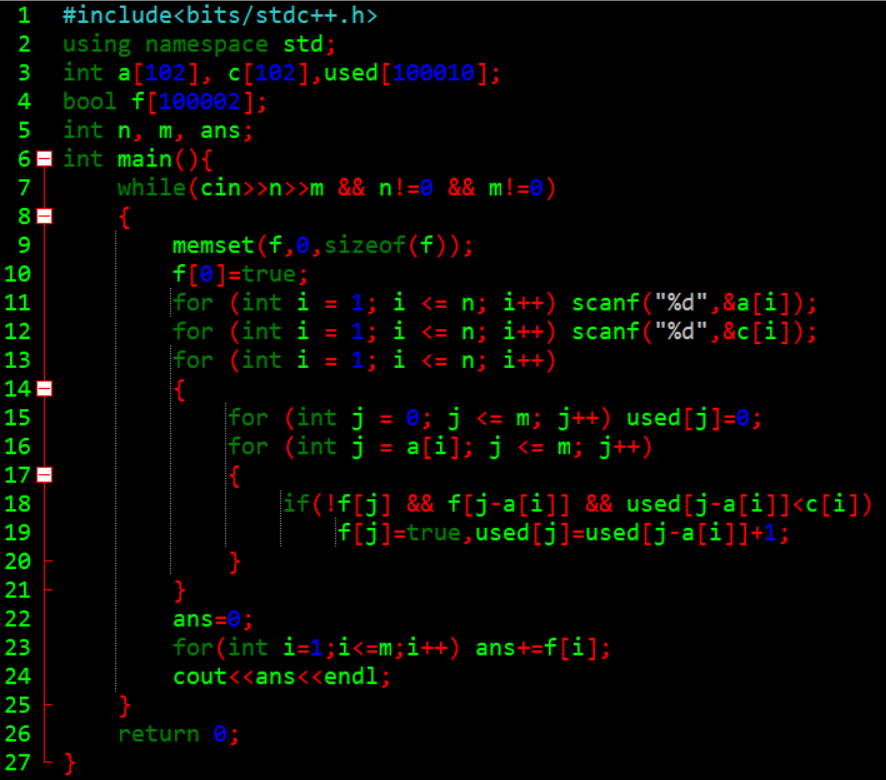 1 #include<bits/stdc++.h>
2 using namespace std;
3 int a[102], c[102],used[100010];
4 bool f[100002];
5 int n, m, ans;
6 int main(){
7 while(cin>>n>>m && n!=0 && m!=0)
8 {
9 memset(f,0,sizeof(f));
10 f[0]=true;
11 for (int i = 1; i <= n; i++) scanf("%d",&a[i]);
12 for (int i = 1; i <= n; i++) scanf("%d",&c[i]);
13 for (int i = 1; i <= n; i++)
14 {
15 for (int j = 0; j <= m; j++) used[j]=0;
16 for (int j = a[i]; j <= m; j++)
17 {
18 if(!f[j] && f[j-a[i]] && used[j-a[i]]<c[i])
19 f[j]=true,used[j]=used[j-a[i]]+1;
20 }
21 }
22 ans=0;
23 for(int i=1;i<=m;i++) ans+=f[i];
24 cout<<ans<<endl;
25 }
26 return 0;
27 }